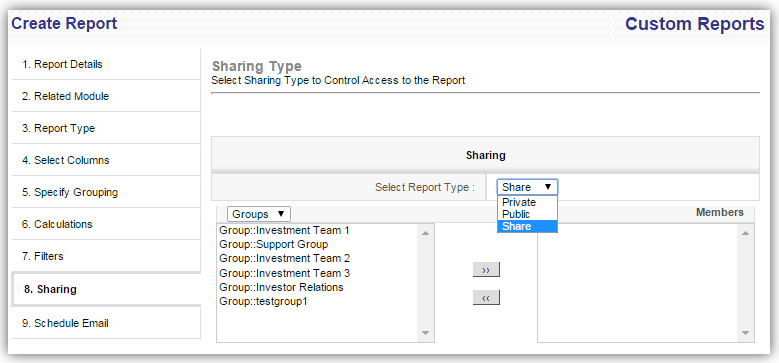 Create Report
Custom Reports
1. Report Details
2. Related Module
3. Report Type
4. Select Columns
5. Specify Grouping
6. Calculations
7. Filters
8. Sharing
9. Schedule Email
Sharing Type
Select Sharing Type to Control Access to the Report
Sharing
Select Report Type :
Share
Private
Public
Share
Groups
Members
Group::Investment Team 1
Group::Support Group
Group::Investment Team 2
Group::Investment Team 3
Group::Investor Relations
Group::testgroup1
>>
<<